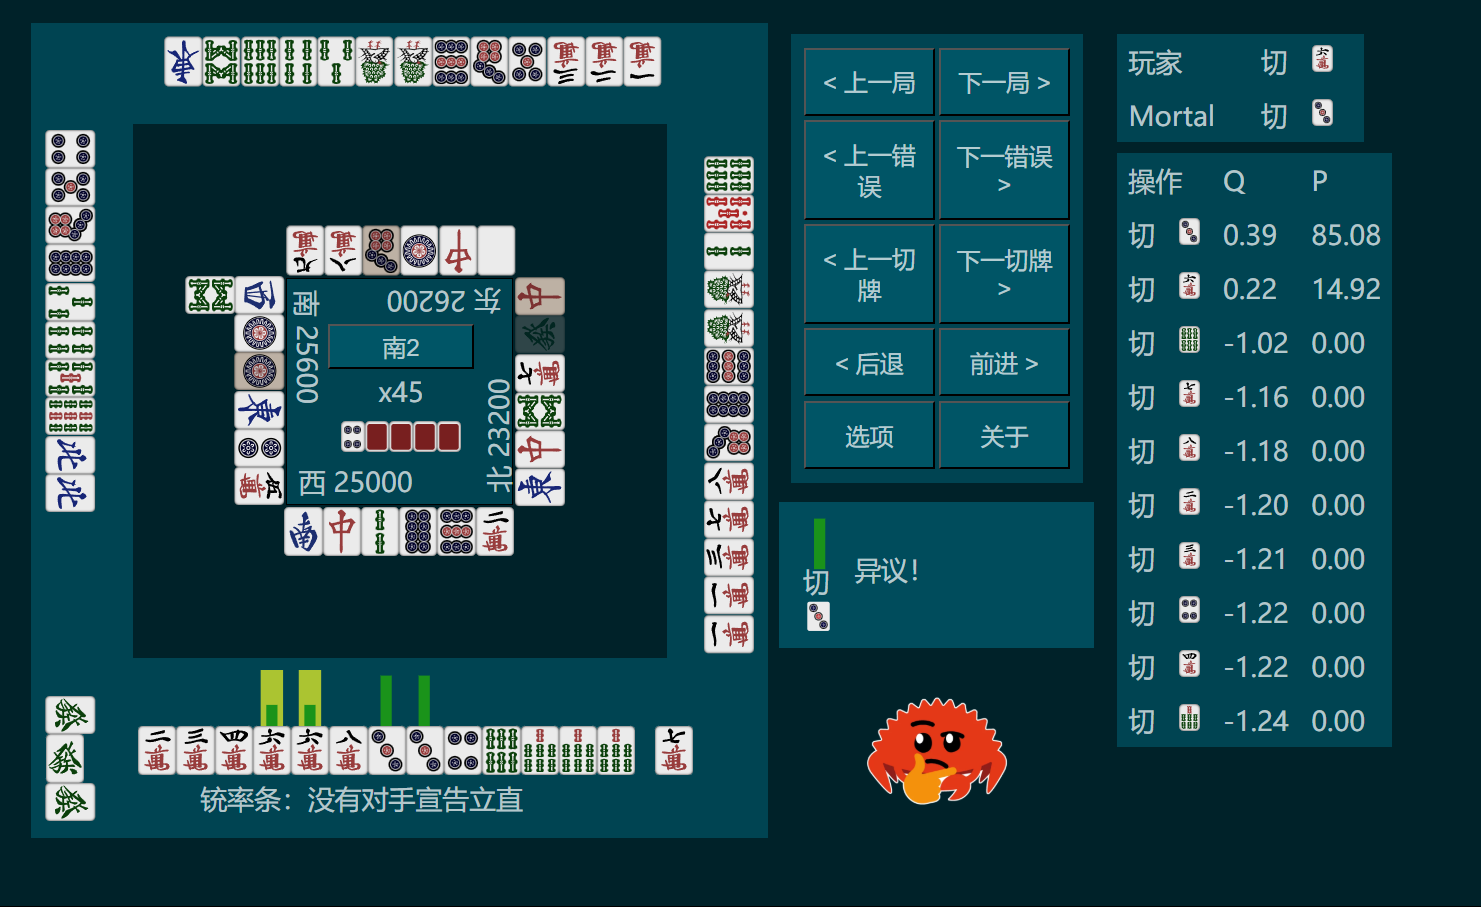 < 上一局
下一局 >
< 上一错误
下一错误 >
< 上一切牌
下一切牌 >
< 后退
前进 >
选项
关于
切
异议!
玩家 切
Mortal 切
操作 Q P
切 0.39 85.08
切 0.22 14.92
切 -1.02 0.00
切 -1.16 0.00
切 -1.18 0.00
切 -1.20 0.00
切 -1.21 0.00
切 -1.22 0.00
切 -1.22 0.00
切 -1.24 0.00
东 26200
南 25600
南2
x45
北 23200
西 25000
铳率条：没有对手宣告立直